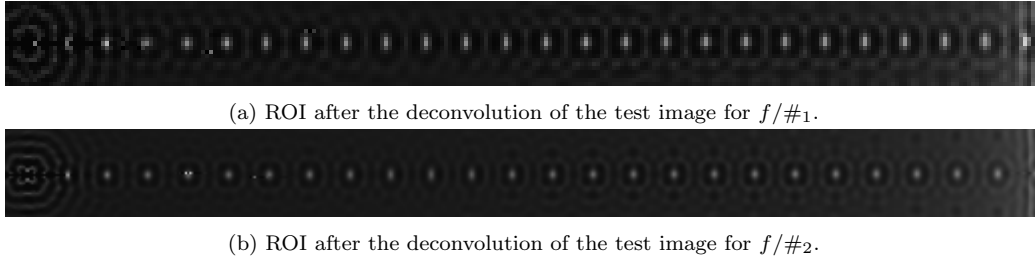 (a) ROI after the deconvolution of the test image for f/#₁.
(b) ROI after the deconvolution of the test image for f/#₂.